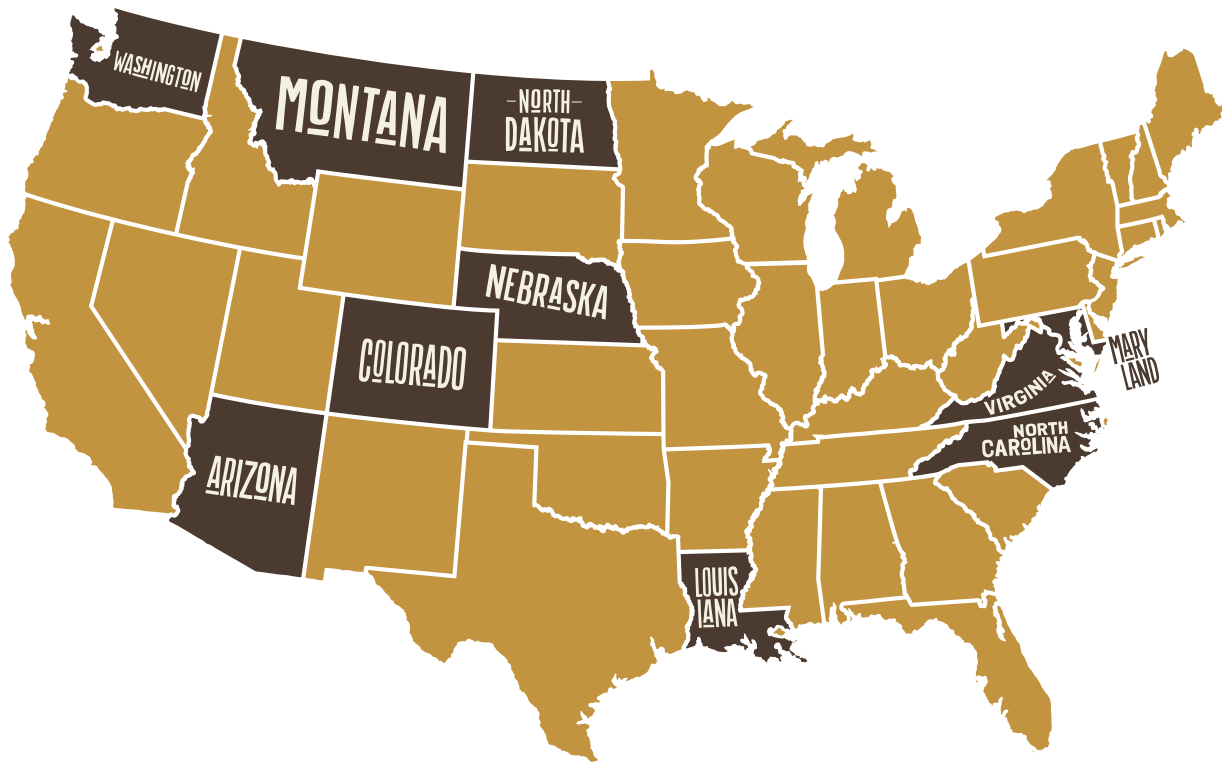 WASHINGTON
MONTANA
NORTH
DAKOTA
NEBRASKA
COLORADO
MARY
LAND
VIRGINIA
NORTH
CAROLINA
ARIZONA
LOUIS
IANA